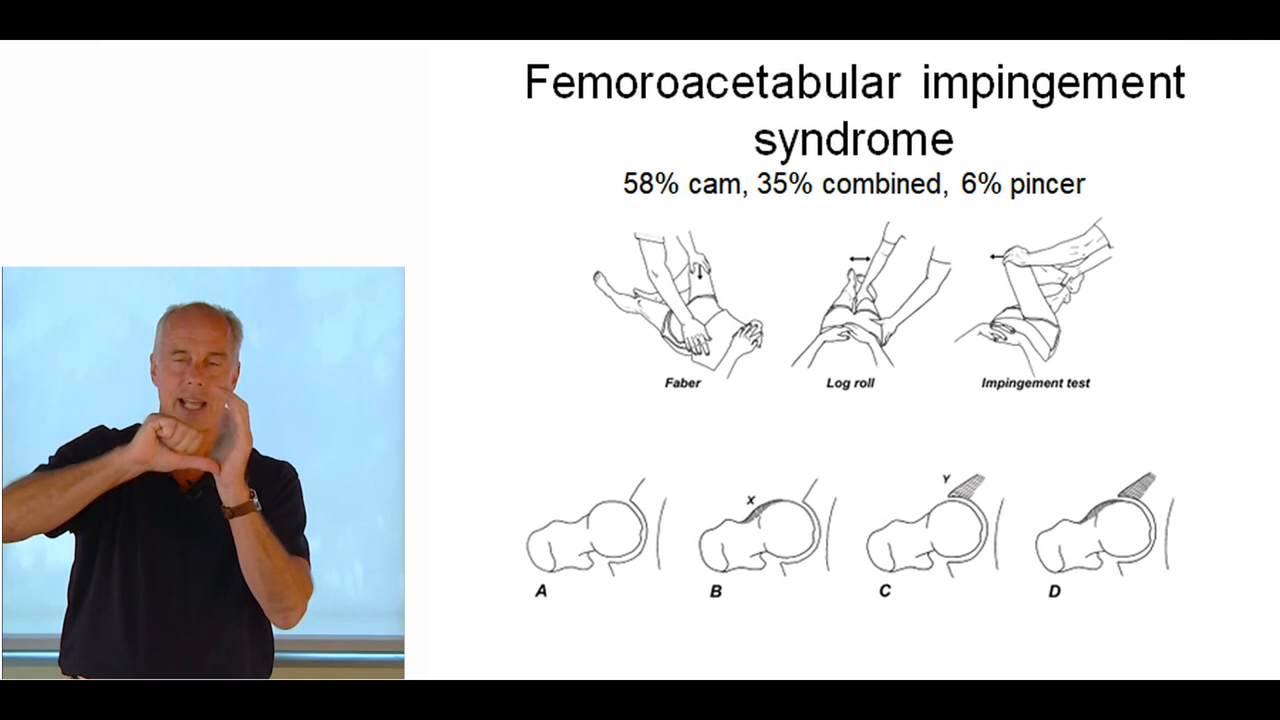 Femoroacetabular impingement
syndrome
58% cam, 35% combined, 6% pincer
Faber
Log roll
Impingement test
X
Y
A
B
C
D